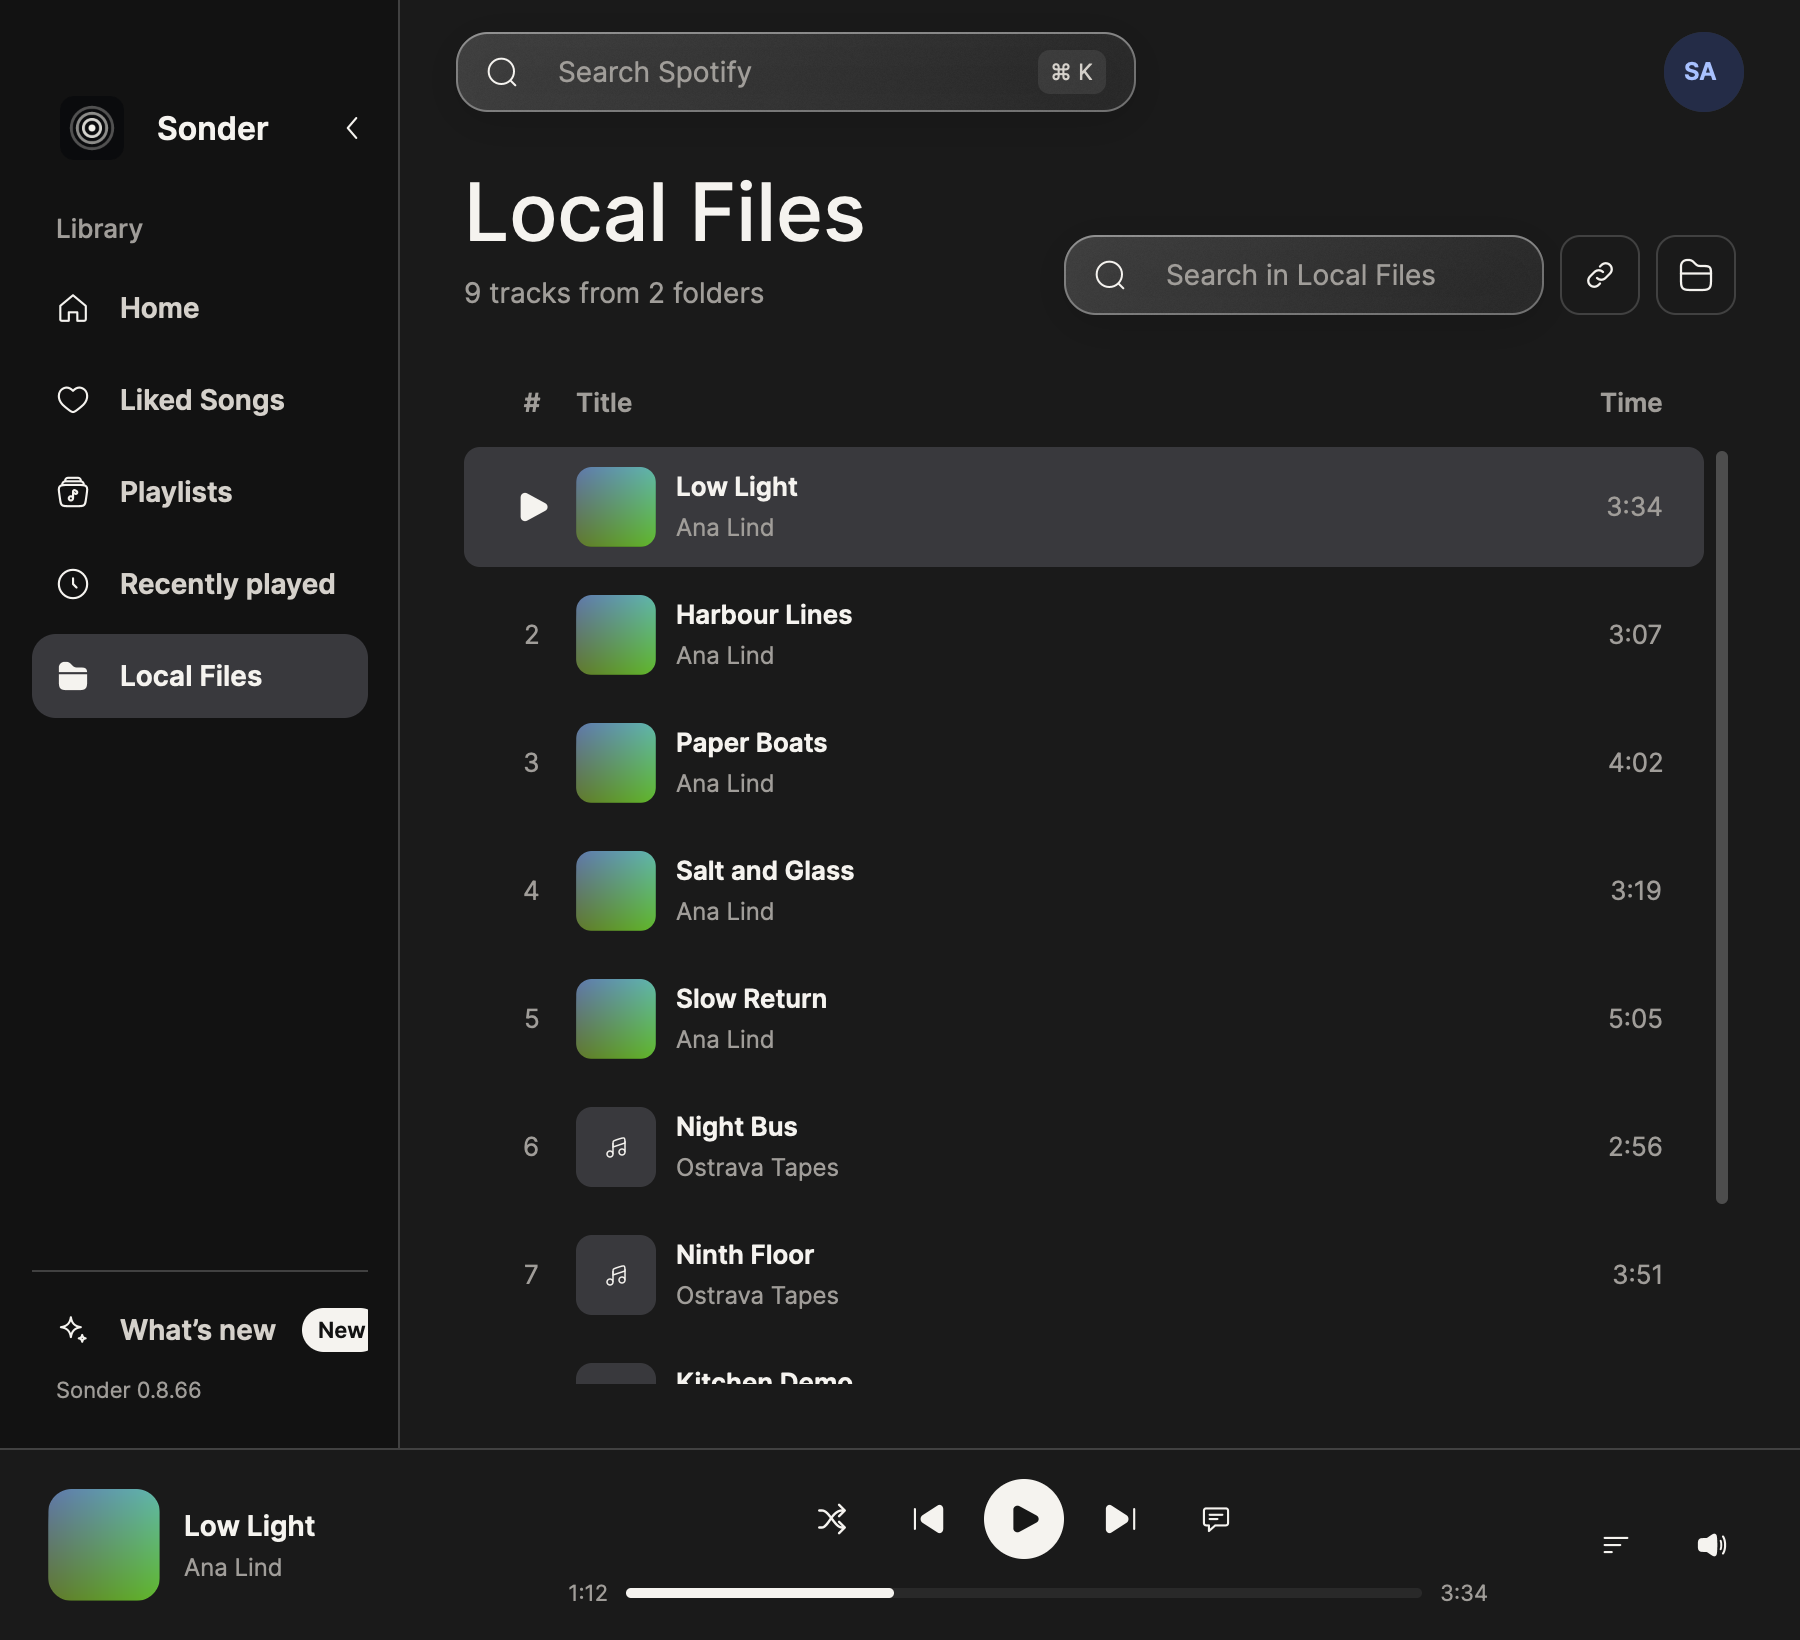 Search Spotify
⌘ K
SA
Sonder
Library
Home
Liked Songs
Playlists
Recently played
Local Files
What’s new
New
Sonder 0.8.66
Local Files
9 tracks from 2 folders
Search in Local Files
# Title Time
Low Light
Ana Lind
3:34
2
Harbour Lines
Ana Lind
3:07
3
Paper Boats
Ana Lind
4:02
4
Salt and Glass
Ana Lind
3:19
5
Slow Return
Ana Lind
5:05
6
Night Bus
Ostrava Tapes
2:56
7
Ninth Floor
Ostrava Tapes
3:51
Kitchen Demo
Low Light
Ana Lind
1:12
3:34